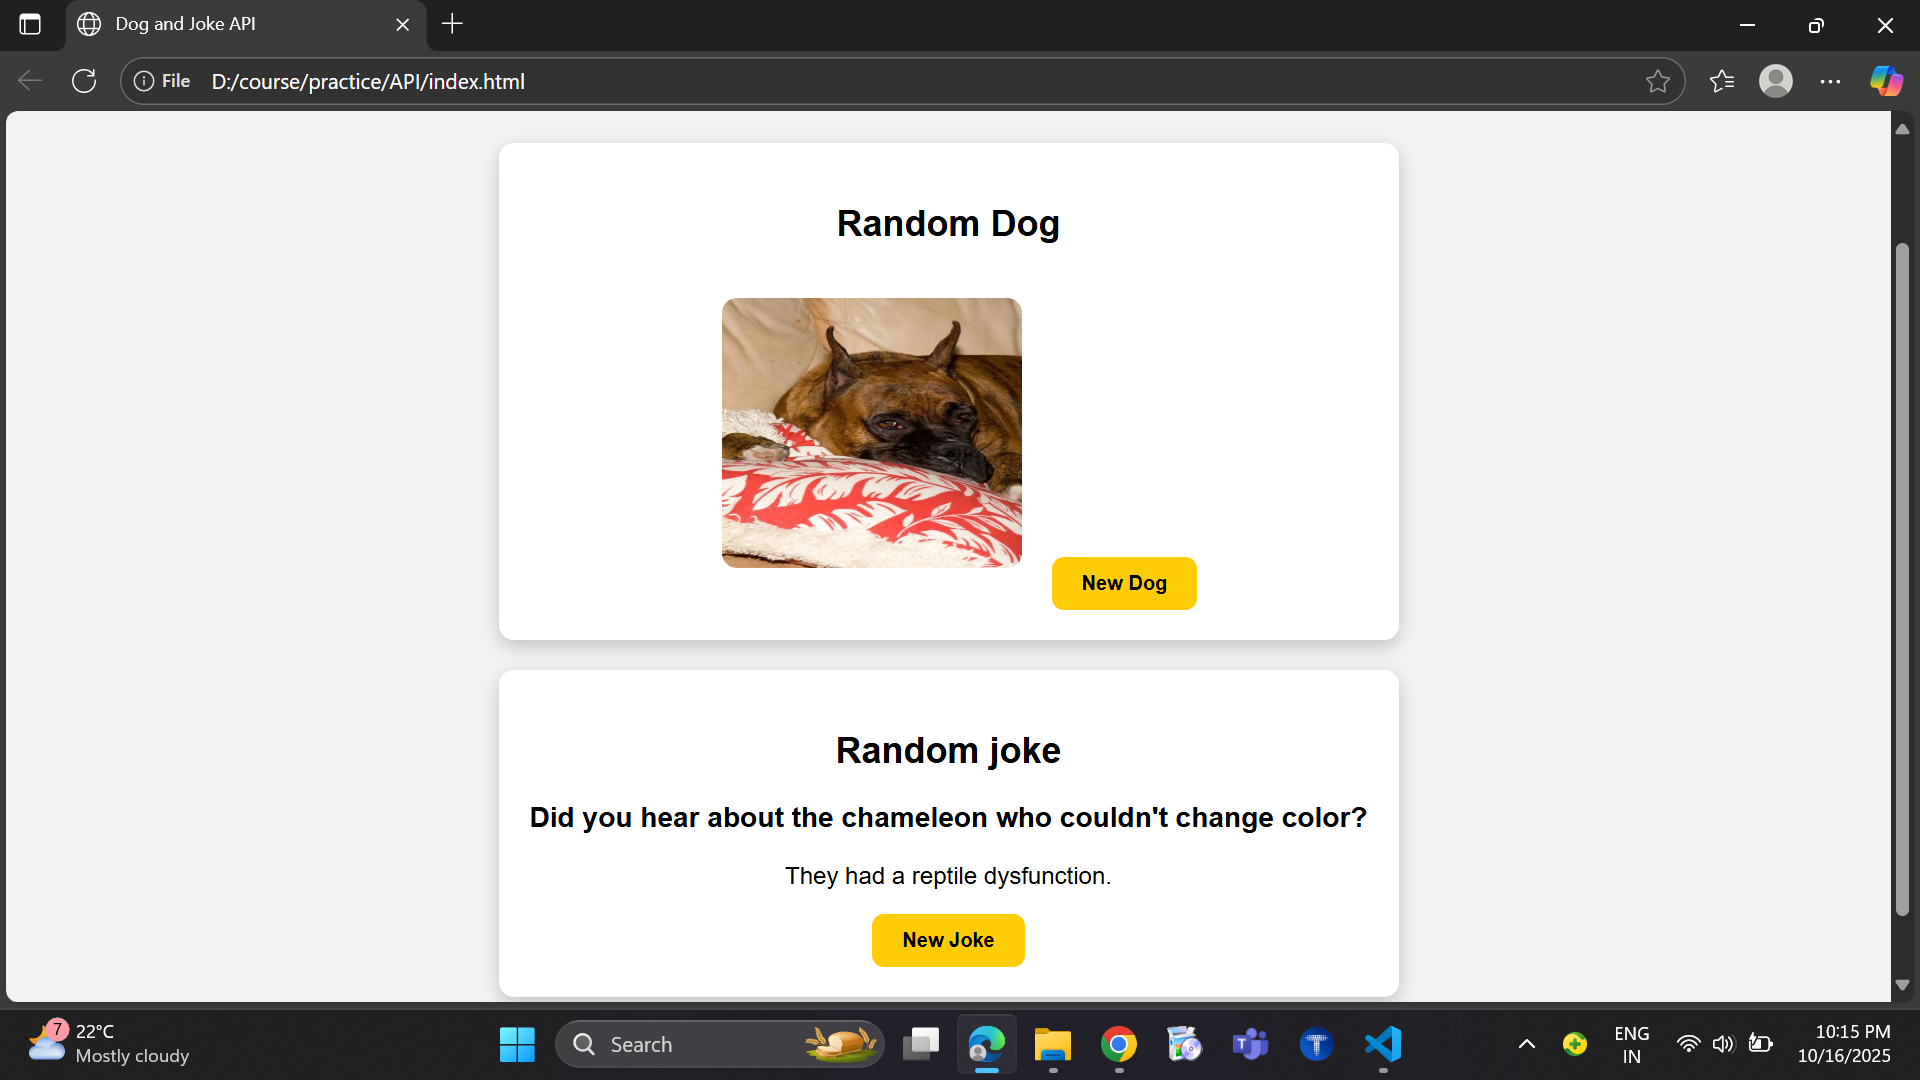 Dog and Joke API
File D:/course/practice/API/index.html
Random Dog
New Dog
Random joke
Did you hear about the chameleon who couldn't change color?
They had a reptile dysfunction.
New Joke
7
22°C
Mostly cloudy
Search
T
T
ENG
IN
10:15 PM
10/16/2025